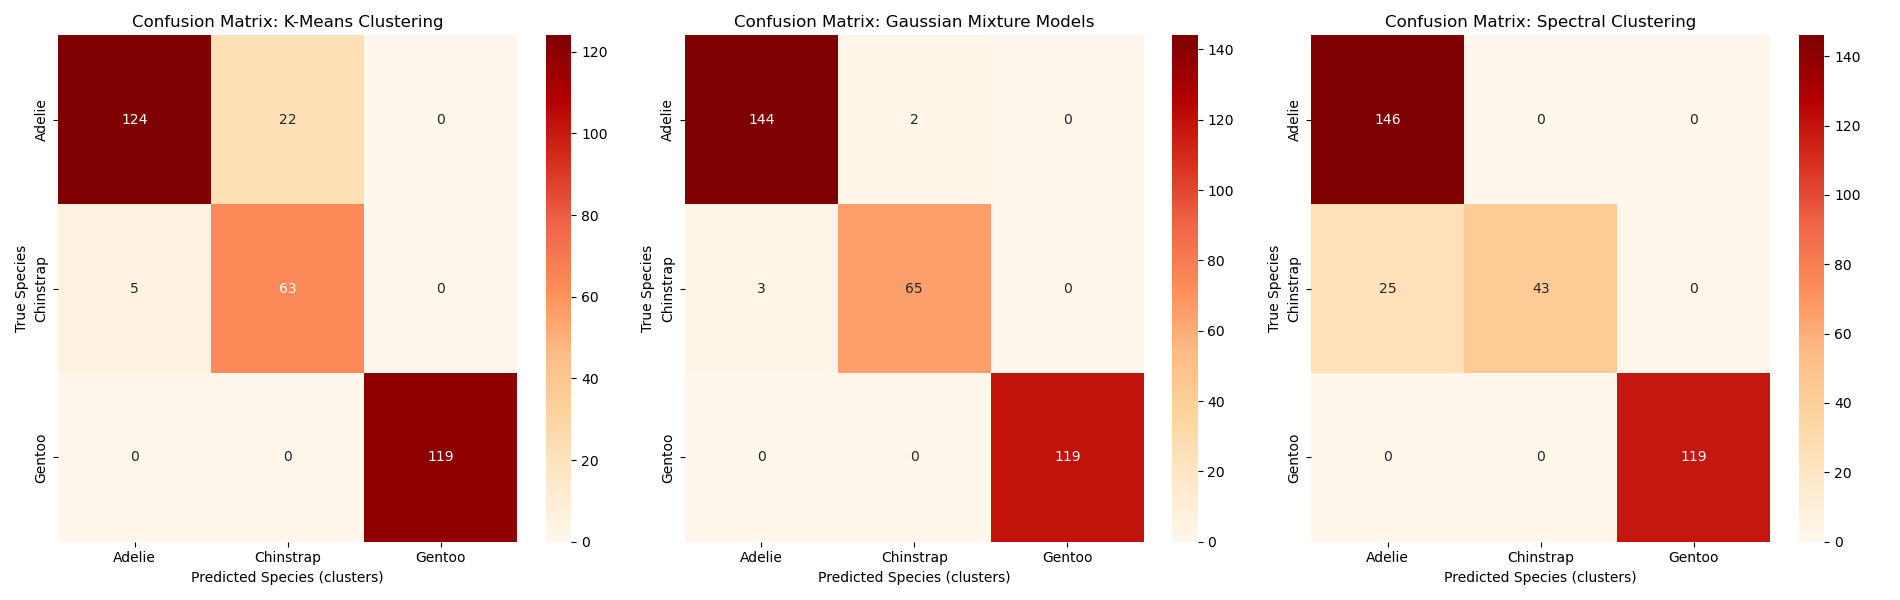 Confusion Matrix: K-Means Clustering
Adelie
Chinstrap
Gentoo
True Species
124 22 0
5 63 0
0 0 119
Adelie Chinstrap Gentoo
Predicted Species (clusters)
120
100
80
60
40
20
0
Confusion Matrix: Gaussian Mixture Models
Adelie
Chinstrap
Gentoo
True Species
144 2 0
3 65 0
0 0 119
Adelie Chinstrap Gentoo
Predicted Species (clusters)
140
120
100
80
60
40
20
0
Confusion Matrix: Spectral Clustering
Adelie
Chinstrap
Gentoo
True Species
146 0 0
25 43 0
0 0 119
Adelie Chinstrap Gentoo
Predicted Species (clusters)
140
120
100
80
60
40
20
0